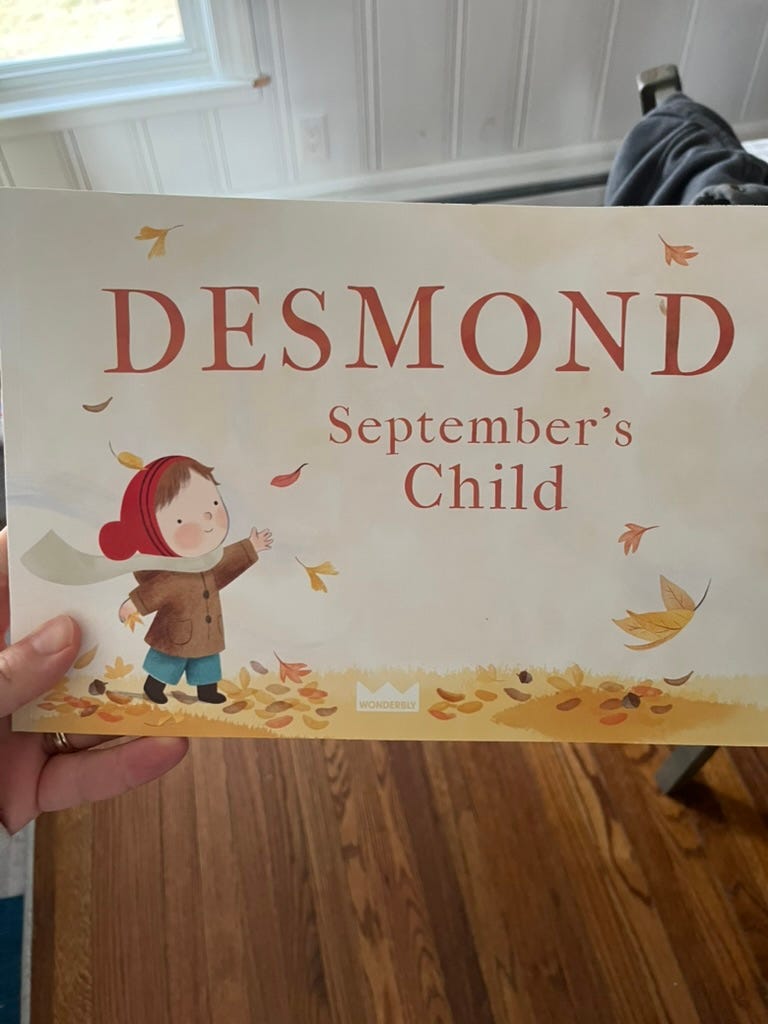 DESMOND
September's
Child
WONDERBLY